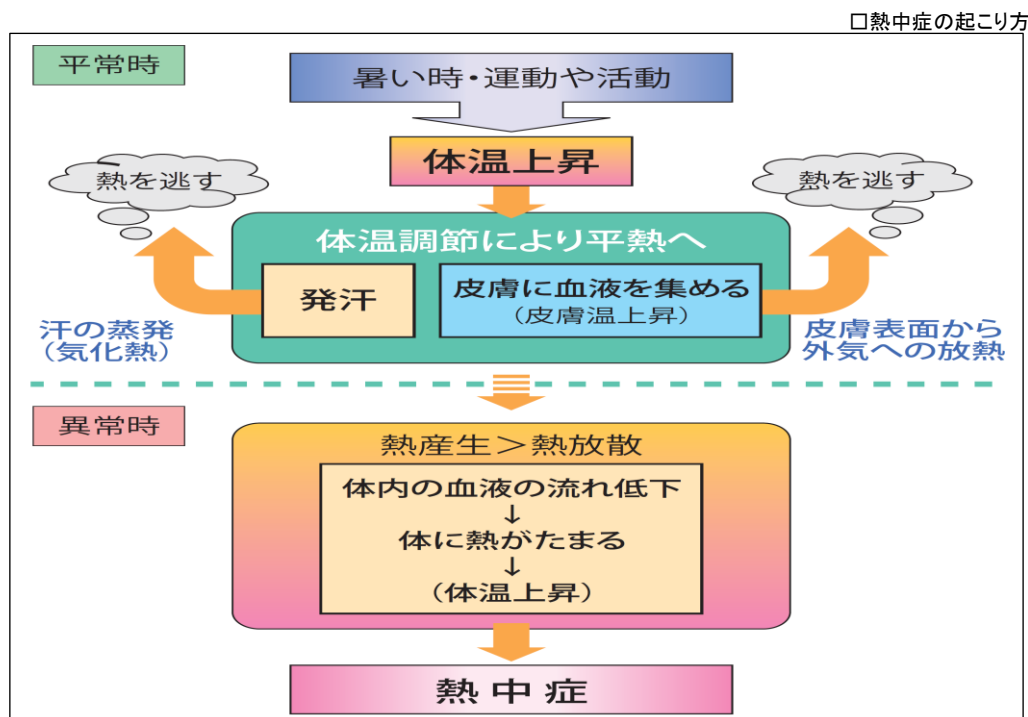 □熱中症の起こり方
平常時
暑い時・運動や活動
体温上昇
熱を逃す
熱を逃す
体温調節により平熱へ
発汗
皮膚に血液を集める
(皮膚温上昇)
汗の蒸発
(気化熱)
皮膚表面から
外気への放熱
異常時
熱産生>熱放散
体内の血液の流れ低下
↓
体に熱がたまる
↓
(体温上昇)
熱中症